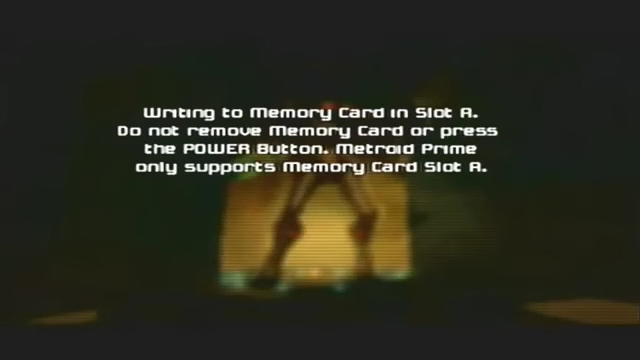 Writing to Memory Card in Slot A.
Do not remove Memory Card or press
the POWER Button. Metroid Prime
only supports Memory Card Slot A.